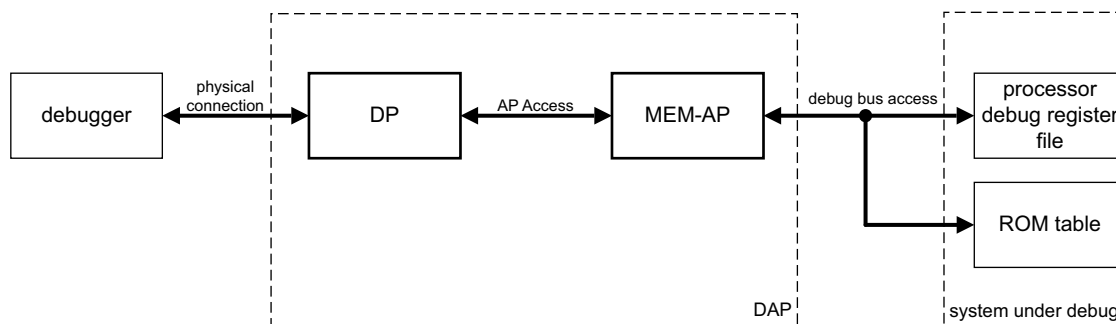 debugger
physical
connection
DP
AP Access
MEM-AP
debug bus access
processor
debug register
file
ROM table
DAP
system under debug